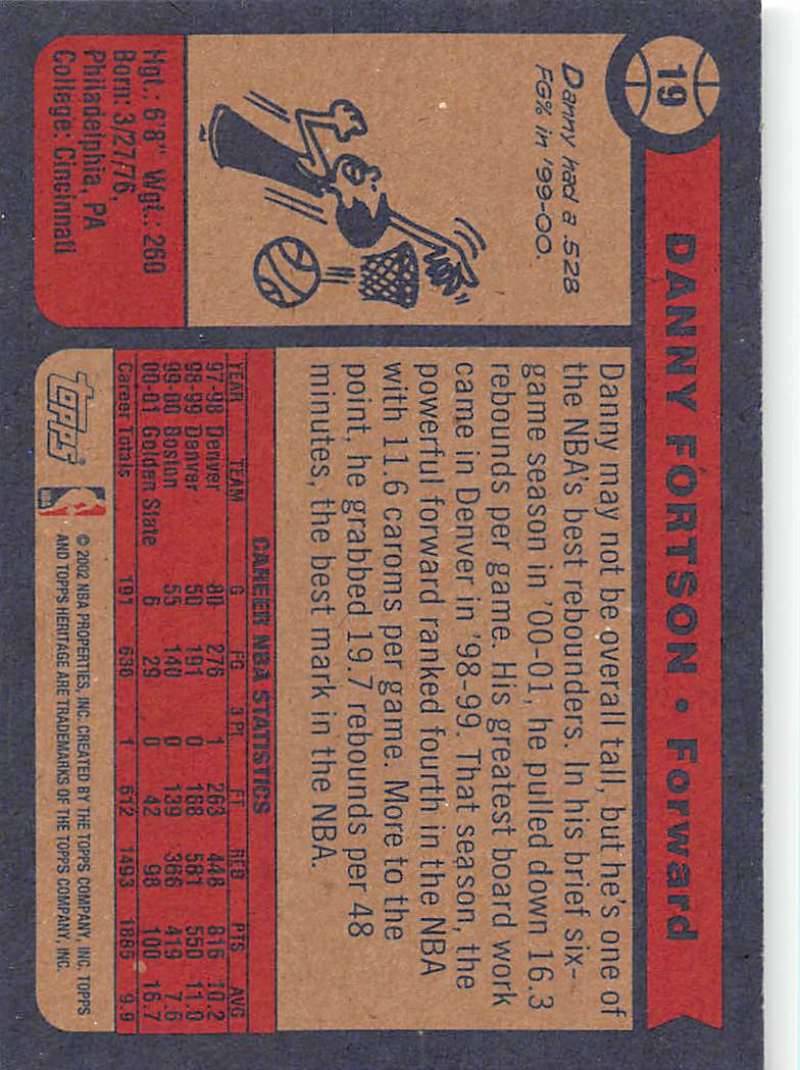 19
DANNY FORTSON • Forward
Danny had a .528
FG% in '99-00.
Hgt.: 6'8" Wgt.: 260
Born: 3/27/76,
Philadelphia, PA
College: Cincinnati
Danny may not be overall tall, but he's one of
the NBA's best rebounders. In his brief six-
game season in '00-01, he pulled down 16.3
rebounds per game. His greatest board work
came in Denver in '98-99. That season, the
powerful forward ranked fourth in the NBA
with 11.6 caroms per game. More to the
point, he grabbed 19.7 rebounds per 48
minutes, the best mark in the NBA.
CAREER NBA STATISTICS
YEAR TEAM G FG 3 Pt. FT REB PTS AVG
97-98 Denver 80 276 1 263 448 816 10.2
98-99 Denver 50 191 0 168 581 550 11.0
99-00 Boston 55 140 0 139 366 419 7.6
00-01 Golden State 6 29 0 42 98 100 16.7
Career Totals 191 636 1 612 1493 1885 9.9
Topps
NBA
© 2002 NBA PROPERTIES, INC. CREATED BY THE TOPPS COMPANY, INC. TOPPS
AND TOPPS HERITAGE ARE TRADEMARKS OF THE TOPPS COMPANY, INC.